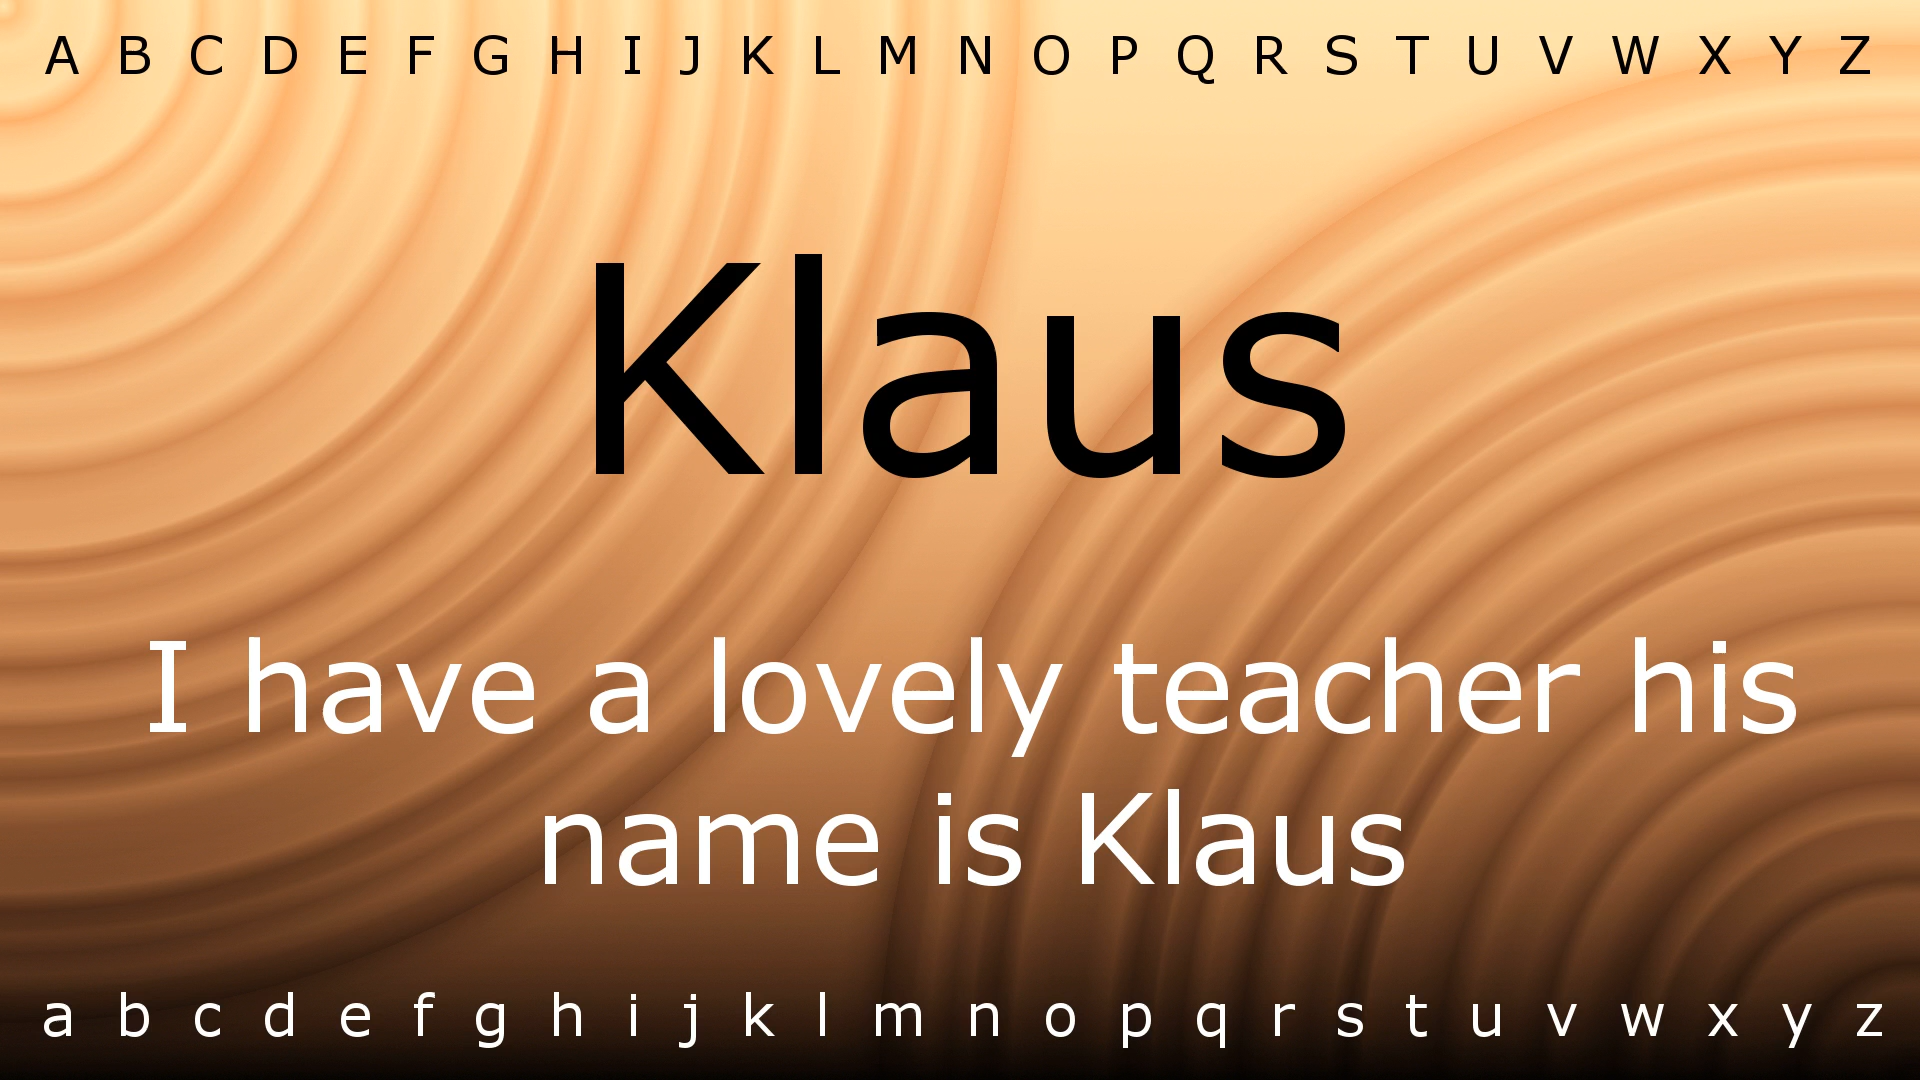 A B C D E F G H I J K L M N O P Q R S T U V W X Y Z
Klaus
I have a lovely teacher his
name is Klaus
a b c d e f g h i j k l m n o p q r s t u v w x y z